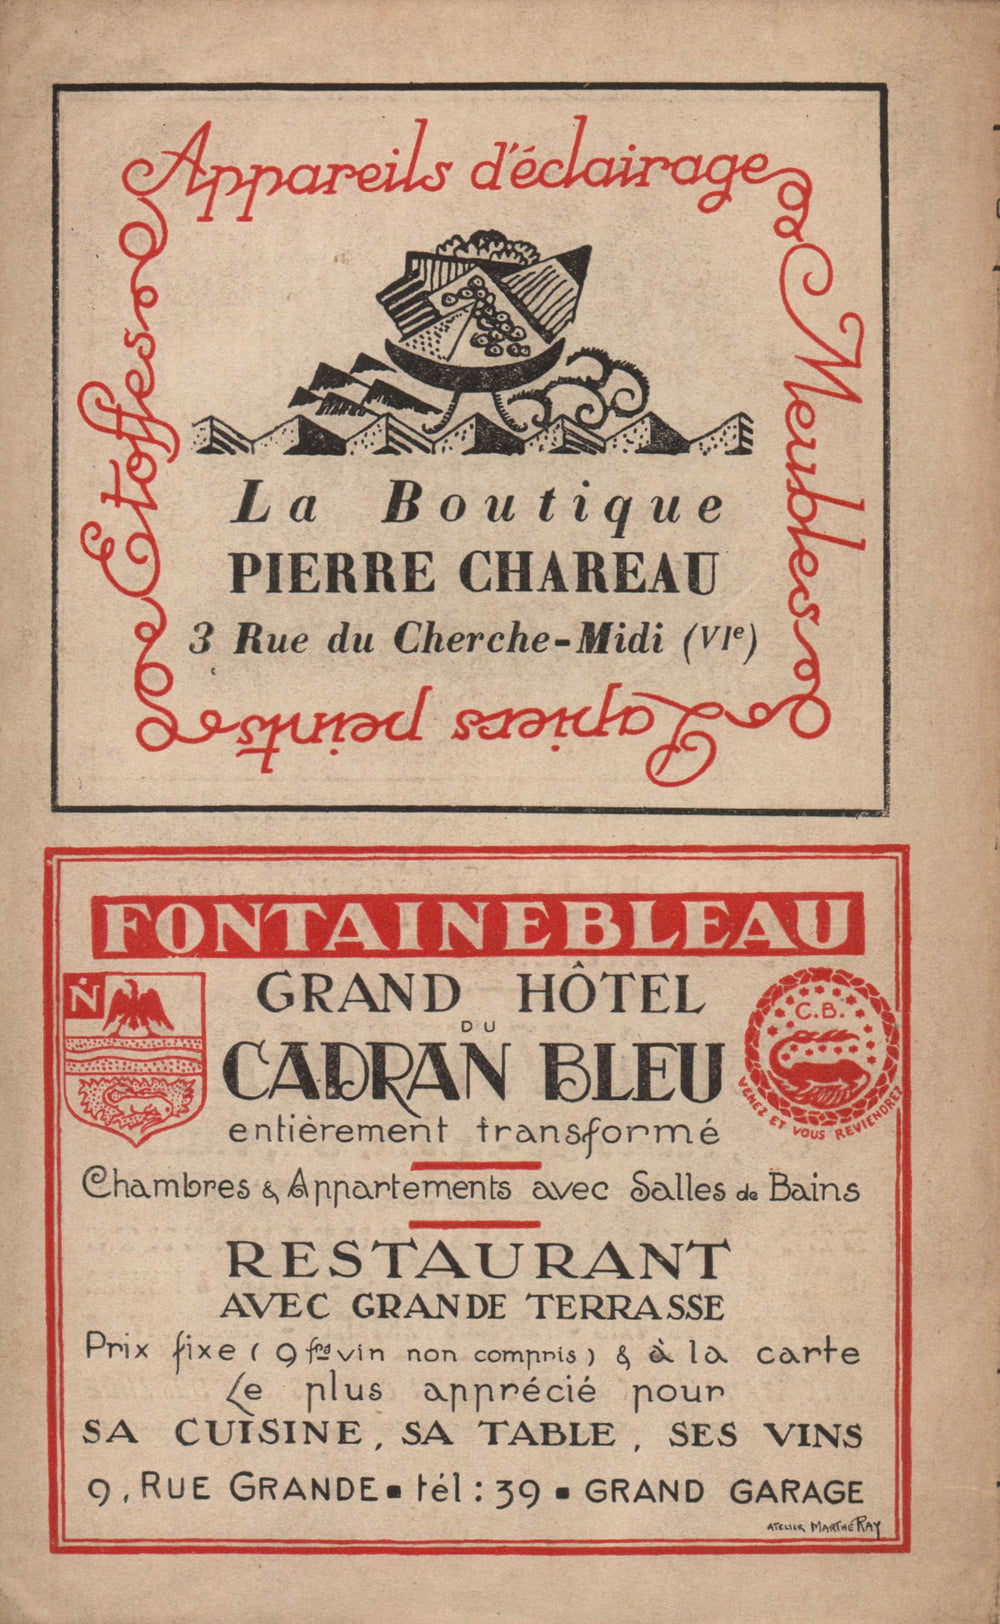 Appareils d'éclairage
Meubles
Tapiers peints
Etoffes
La Boutique
PIERRE CHAREAU
3 Rue du Cherche-Midi (VIe)
FONTAINEBLEAU
N
GRAND HÔTEL
DU
CADRAN BLEU
entièrement transformé
C.B.
VENEZ ET VOUS REVIENDREZ
Chambres & Appartements avec Salles de Bains
RESTAURANT
AVEC GRANDE TERRASSE
Prix fixe (9 frs vin non compris) & à la carte
Le plus apprécié pour
SA CUISINE, SA TABLE, SES VINS
9, RUE GRANDE ▪ tél : 39 ▪ GRAND GARAGE
ATELIER MARTHE RAY